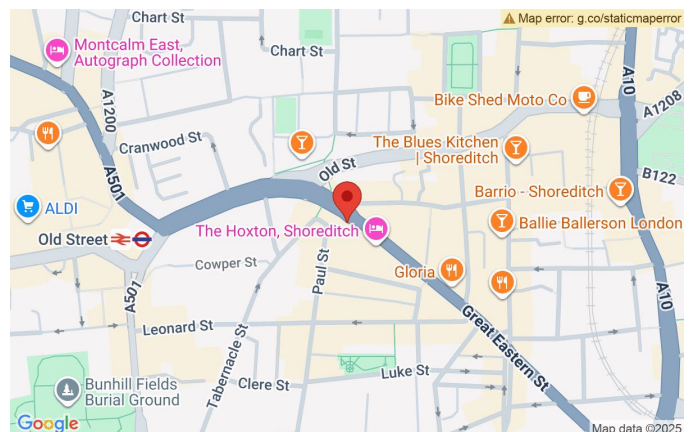 Chart St
Map error: g.co/staticmaperror
Montcalm East,
Autograph Collection
Chart St
A10
A1200
Bike Shed Moto Co
A1208
Cranwood St
The Blues Kitchen
| Shoreditch
Old St
A501
B122
Barrio - Shoreditch
ALDI
The Hoxton,
Shoreditch
Ballie Ballerson London
Old Street
Cowper St
Paul St
Gloria
A501
A10
Great Eastern St
Leonard St
Tabernacle St
Luke St
Clere St
Bunhill Fields
Burial Ground
Google
Map data ©2025